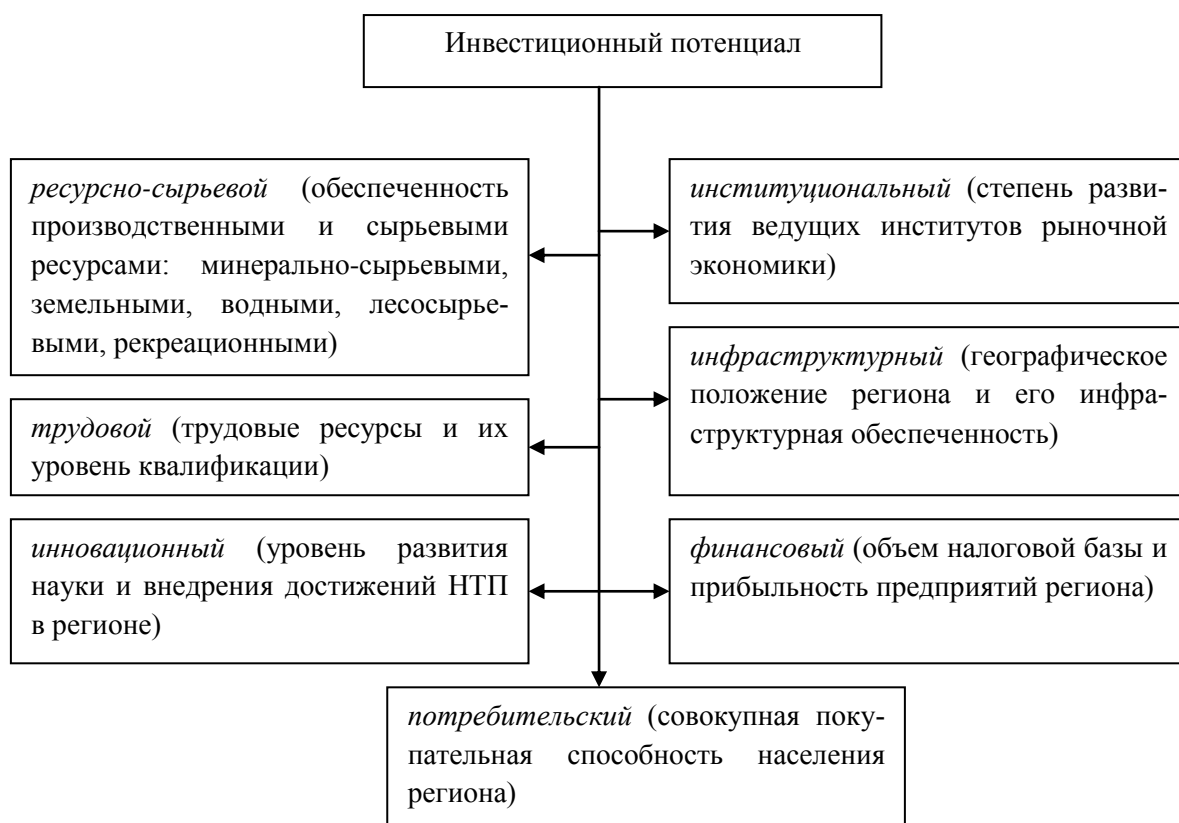 Инвестиционный потенциал
ресурсно-сырьевой (обеспеченность
производственными и сырьевыми
ресурсами: минерально-сырьевыми,
земельными, водными, лесосырье-
выми, рекреационными)
институциональный (степень разви-
тия ведущих институтов рыночной
экономики)
трудовой (трудовые ресурсы и их
уровень квалификации)
инфраструктурный (географическое
положение региона и его инфра-
структурная обеспеченность)
инновационный (уровень развития
науки и внедрения достижений НТП
в регионе)
финансовый (объем налоговой базы и
прибыльность предприятий региона)
потребительский (совокупная поку-
пательная способность населения
региона)